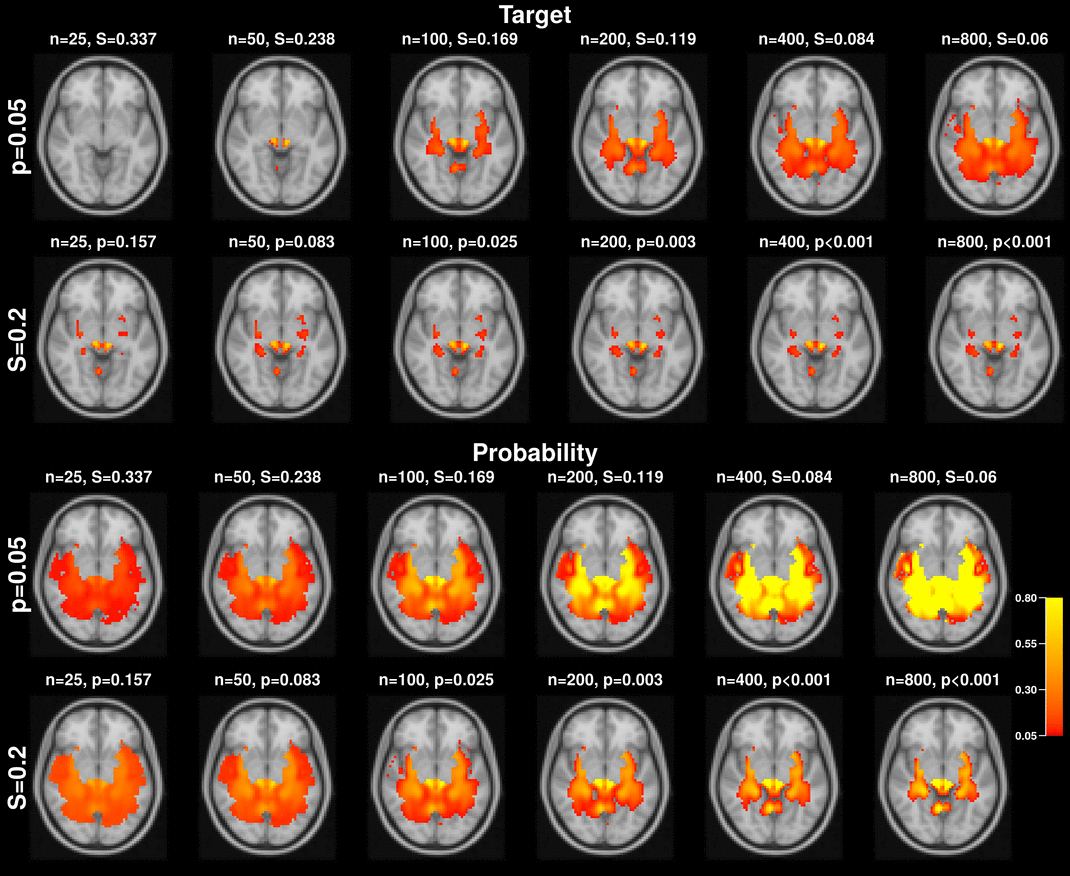 Target
n=25, S=0.337 n=50, S=0.238 n=100, S=0.169 n=200, S=0.119 n=400, S=0.084 n=800, S=0.06
p=0.05
n=25, p=0.157 n=50, p=0.083 n=100, p=0.025 n=200, p=0.003 n=400, p<0.001 n=800, p<0.001
S=0.2
Probability
n=25, S=0.337 n=50, S=0.238 n=100, S=0.169 n=200, S=0.119 n=400, S=0.084 n=800, S=0.06
p=0.05
0.80
0.55
0.30
0.05
n=25, p=0.157 n=50, p=0.083 n=100, p=0.025 n=200, p=0.003 n=400, p<0.001 n=800, p<0.001
S=0.2